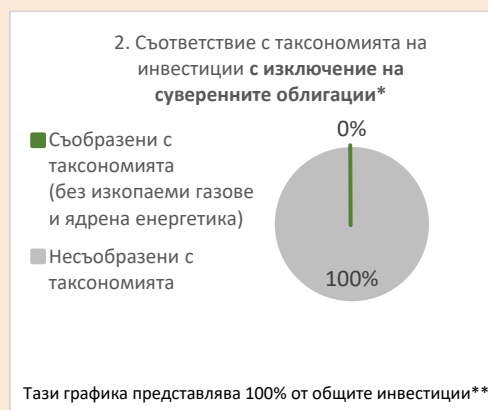 2. Съответствие с таксономията на
инвестиции с изключение на
суверенните облигации*
Съобразени с
таксономията
(без изкопаеми газове
и ядрена енергетика)
Несъобразени с
таксономията
0%
100%
Тази графика представлява 100% от общите инвестиции**